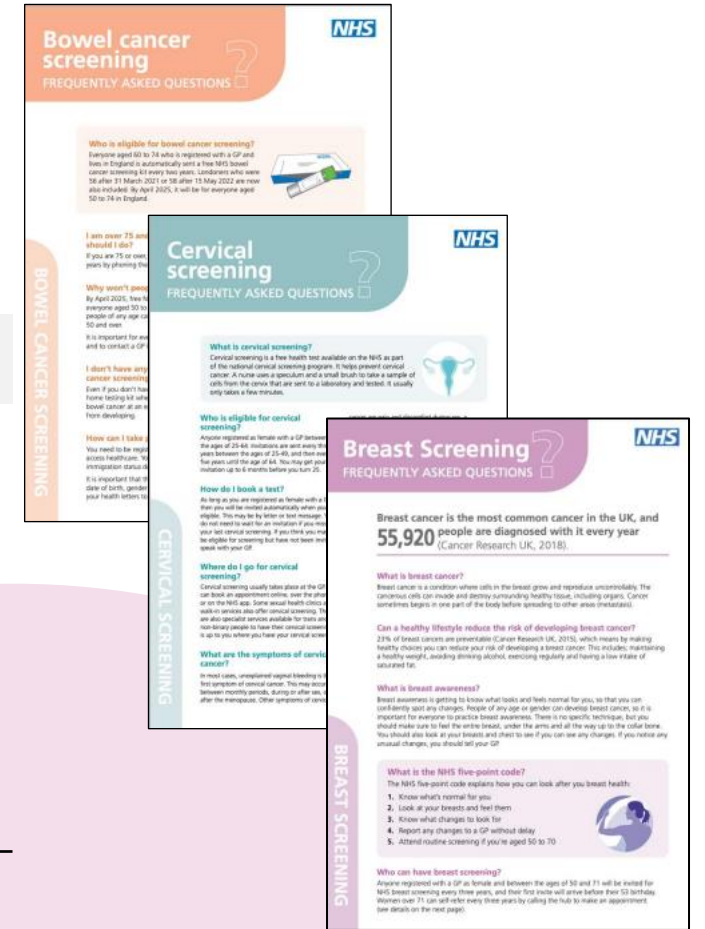 NHS
Bowel cancer
screening
FREQUENTLY ASKED QUESTIONS
?
Who is eligible for bowel cancer screening?
Everyone aged 60 to 74 who is registered with a GP and
lives in England is automatically sent a free NHS bowel
cancer screening kit every two years. Londoners who were
58 after 31 March 2021 or 58 after 15 May 2022 are now
also included. By April 2025, it will be for everyone aged
50 to 74 in England.
I am over 75 and
should I do?
If you are 75 or over,
years by phoning the
Why won't
By April 2025, free
everyone aged 50 to
people of any age
50 and over.
It is important for
and to contact a GP
I don't have any
cancer screening
Even if you don't
home testing kit
bowel cancer at an
from developing.
How can I take
You need to be
access healthcare.
immigration status
It is important that
date of birth, gender
your health letters to
BOWEL CANCER SCREENING
NHS
Cervical
screening
FREQUENTLY ASKED QUESTIONS
?
What is cervical screening?
Cervical screening is a free health test available on the NHS as part
of the national cervical screening program. It helps prevent cervical
cancer. A nurse uses a speculum and a small brush to take a sample of
cells from the cervix that are sent to a laboratory and tested. It usually
only takes a few minutes.
Who is eligible for cervical
screening?
Anyone registered as female with a GP between
the ages of 25-64. Invitations are sent every
years between the ages of 25-49, and then
five years until the age of 64. You may get
invitation up to 6 months before you turn 25.
How do I book a test?
As long as you are registered as female with a
then you will be invited automatically when
eligible. This may be by letter or text message.
do not need to wait for an invitation if you
your last cervical screening. If you think you
be eligible for screening but have not been
speak with your GP.
Where do I go for cervical
screening?
Cervical screening usually takes place at the GP.
can book an appointment online, over the
or on the NHS app. Some sexual health clinics
walk-in services also offer cervical screening.
are also specialist services available for trans
non-binary people to have their cervical
is up to you where you have your cervical
What are the symptoms of
cancer?
In most cases, unexplained vaginal bleeding is
first symptom of cervical cancer. This may
between monthly periods, during or after sex,
after the menopause. Other symptoms of
CERVICAL SCREENING
NHS
Breast Screening
FREQUENTLY ASKED QUESTIONS
?
Breast cancer is the most common cancer in the UK, and
55,920 people are diagnosed with it every year
(Cancer Research UK, 2018).
What is breast cancer?
Breast cancer is a condition where cells in the breast grow and reproduce uncontrollably. The
cancerous cells can invade and destroy surrounding healthy tissue, including organs. Cancer
sometimes begins in one part of the body before spreading to other areas (metastasis).
Can a healthy lifestyle reduce the risk of developing breast cancer?
23% of breast cancers are preventable (Cancer Research UK, 2015), which means by making
healthy choices you can reduce your risk of developing a breast cancer. This includes; maintaining
a healthy weight, avoiding drinking alcohol, exercising regularly and having a low intake of
saturated fat.
What is breast awareness?
Breast awareness is getting to know what looks and feels normal for you, so that you can
confidently spot any changes. People of any age or gender can develop breast cancer, so it is
important for everyone to practice breast awareness. There is no specific technique, but you
should make sure to feel the entire breast, under the arms and all the way up to the collar bone.
You should also look at your breasts and chest to see if you can see any changes. If you notice any
unusual changes, you should tell your GP.
What is the NHS five-point code?
The NHS five-point code explains how you can look after you breast health:
1. Know what's normal for you
2. Look at your breasts and feel them
3. Know what changes to look for
4. Report any changes to a GP without delay
5. Attend routine screening if you're aged 50 to 70
Who can have breast screening?
Anyone registered with a GP as female and between the ages of 50 and 71 will be invited for
NHS breast screening every three years, and their first invite will arrive before their 53 birthday.
Women over 71 can self-refer every three years by calling the hub to make an appointment
(see details on the next page).
BREAST SCREENING